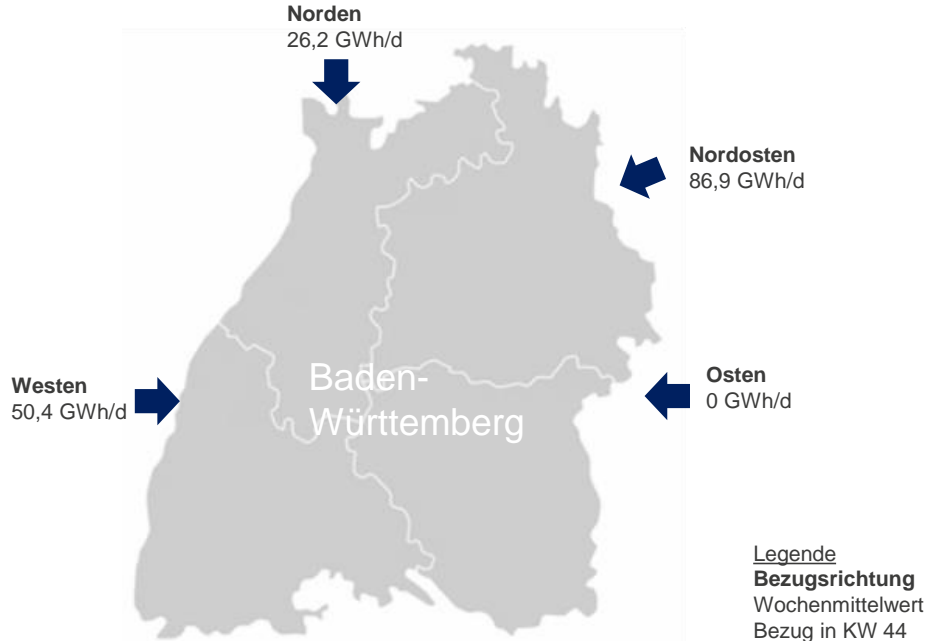 Norden
26,2 GWh/d
Nordosten
86,9 GWh/d
Westen
50,4 GWh/d
Baden-
Württemberg
Osten
0 GWh/d
Legende
Bezugsrichtung
Wochenmittelwert
Bezug in KW 44